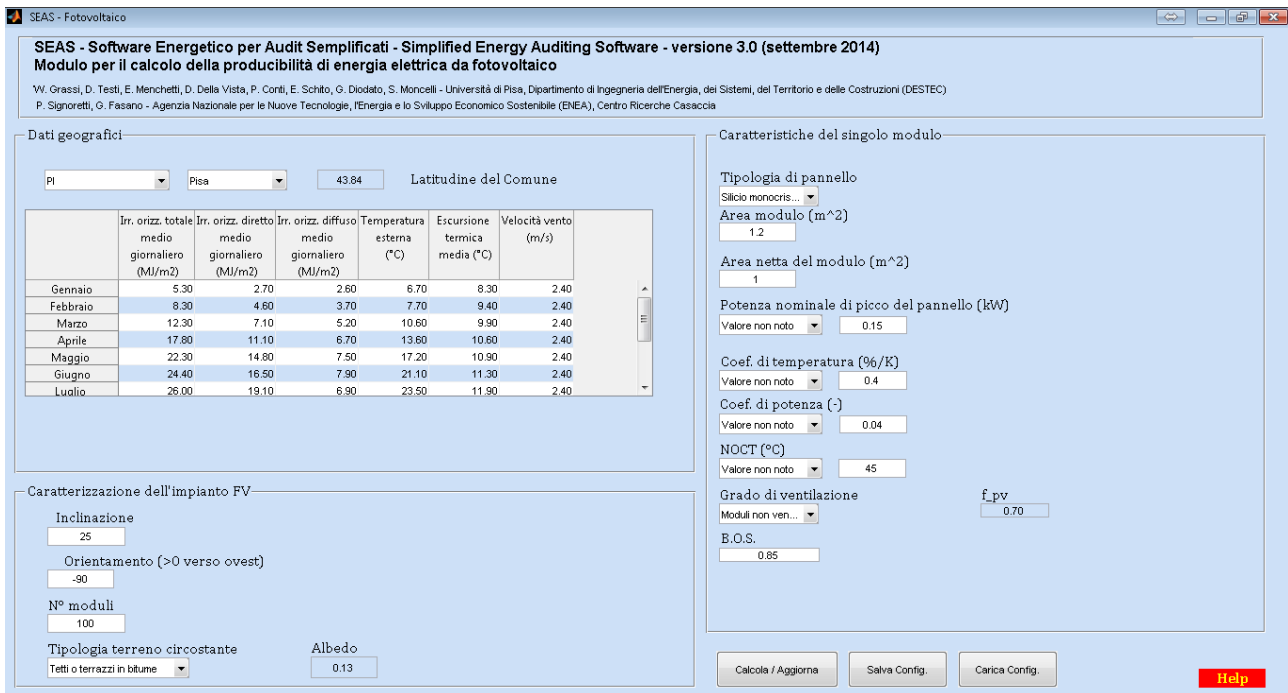 SEAS - Fotovoltaico
SEAS - Software Energetico per Audit Semplificati - Simplified Energy Auditing Software - versione 3.0 (settembre 2014)
Modulo per il calcolo della producibilità di energia elettrica da fotovoltaico
W. Grassi, D. Testi, E. Menchetti, D. Della Vista, P. Conti, E. Schito, G. Diodato, S. Moncelli - Università di Pisa, Dipartimento di Ingegneria dell'Energia, dei Sistemi, del Territorio e delle Costruzioni (DESTEC)
P. Signoretti, G. Fasano - Agenzia Nazionale per le Nuove Tecnologie, l'Energia e lo Sviluppo Economico Sostenibile (ENEA), Centro Ricerche Casaccia
Dati geografici
PI Pisa 43.84 Latitudine del Comune
Irr. orizz. totale Irr. orizz. diretto Irr. orizz. diffuso Temperatura Escursione Velocità vento
medio medio medio esterna termica (m/s)
giornaliero giornaliero giornaliero (°C) media (°C)
(MJ/m2) (MJ/m2) (MJ/m2)
Gennaio 5.30 2.70 2.60 6.70 8.30 2.40
Febbraio 8.30 4.60 3.70 7.70 9.40 2.40
Marzo 12.30 7.10 5.20 10.60 9.90 2.40
Aprile 17.80 11.10 6.70 13.60 10.60 2.40
Maggio 22.30 14.80 7.50 17.20 10.90 2.40
Giugno 24.40 16.50 7.90 21.10 11.30 2.40
Luglio 26.00 19.10 6.90 23.50 11.90 2.40
Caratterizzazione dell'impianto FV
Inclinazione
25
Orientamento (>0 verso ovest)
-90
N° moduli
100
Tipologia terreno circostante Albedo
Tetti o terrazzi in bitume 0.13
Caratteristiche del singolo modulo
Tipologia di pannello
Silicio monocris...
Area modulo (m^2)
1.2
Area netta del modulo (m^2)
1
Potenza nominale di picco del pannello (kW)
Valore non noto 0.15
Coef. di temperatura (%/K)
Valore non noto 0.4
Coef. di potenza (-)
Valore non noto 0.04
NOCT (°C)
Valore non noto 45
Grado di ventilazione f_pv
Moduli non ven... 0.70
B.O.S.
0.85
Calcola / Aggiorna Salva Config. Carica Config. Help